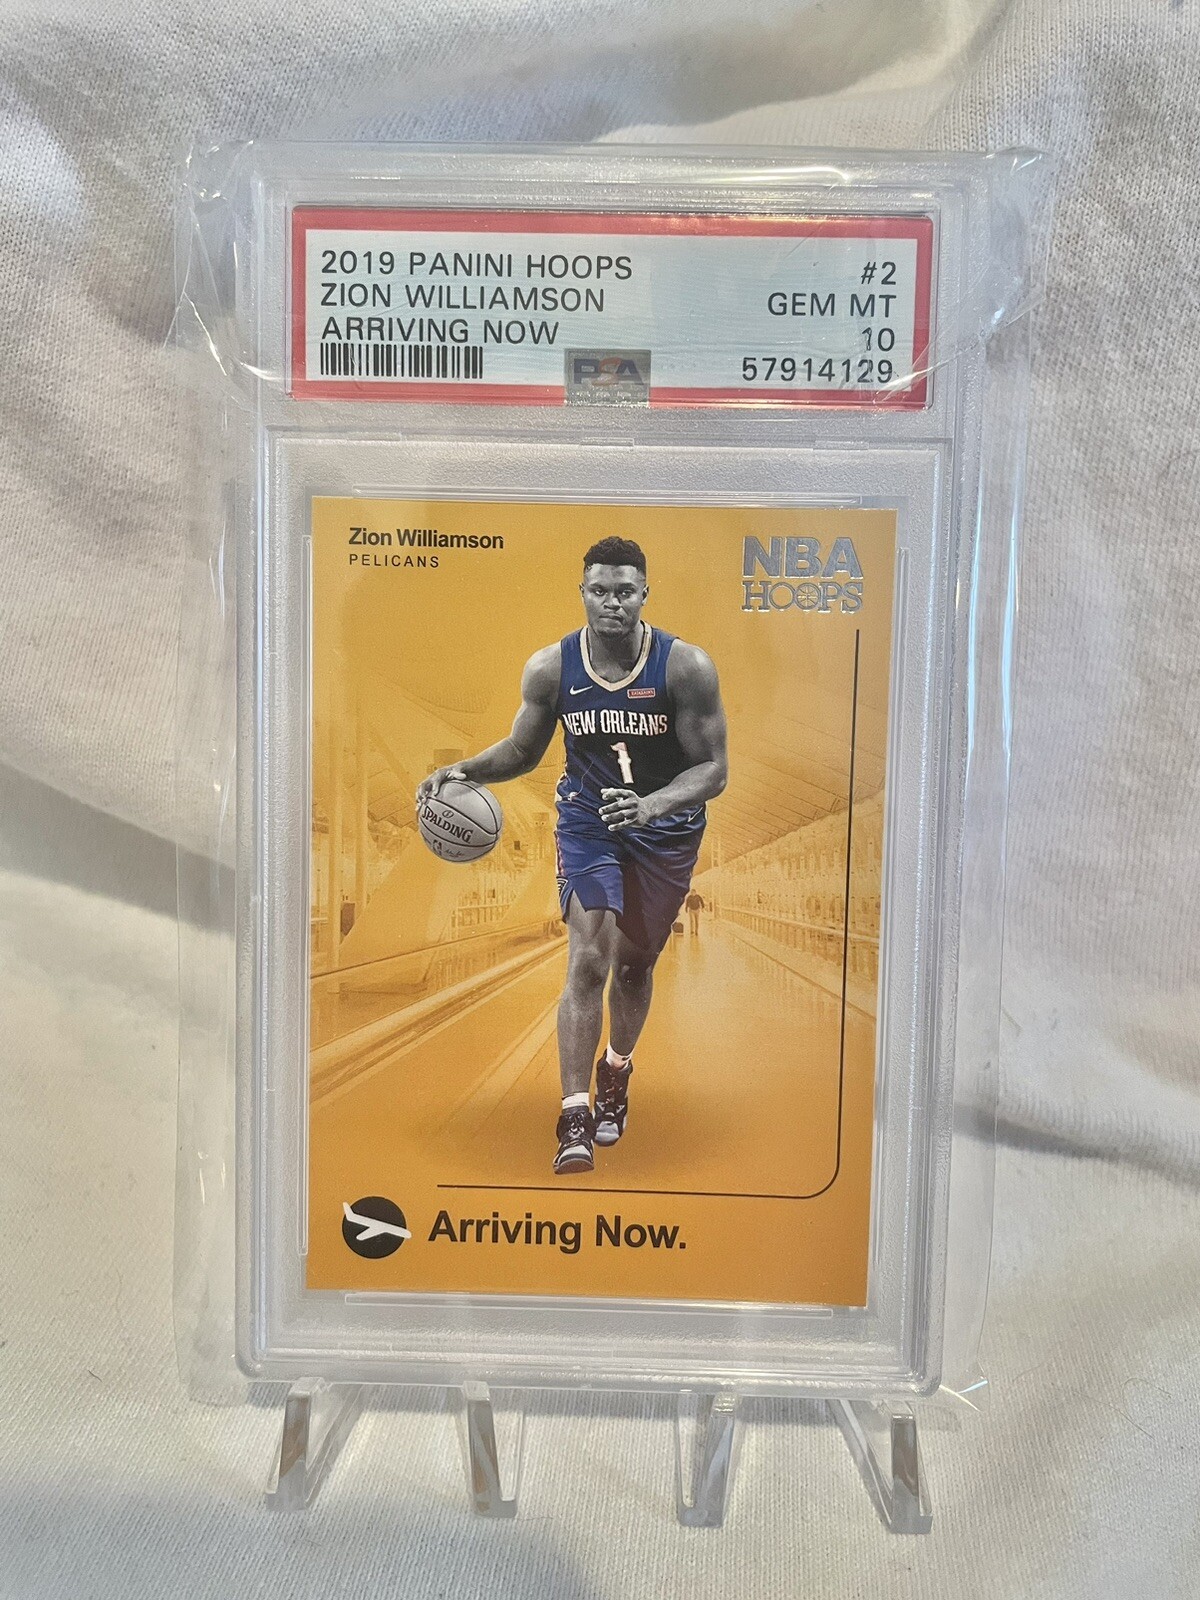 2019 PANINI HOOPS #2
ZION WILLIAMSON GEM MT
ARRIVING NOW 10
57914129
PSA
Zion Williamson
PELICANS
NBA
HOOPS
NEW ORLEANS
1
SPALDING
Arriving Now.